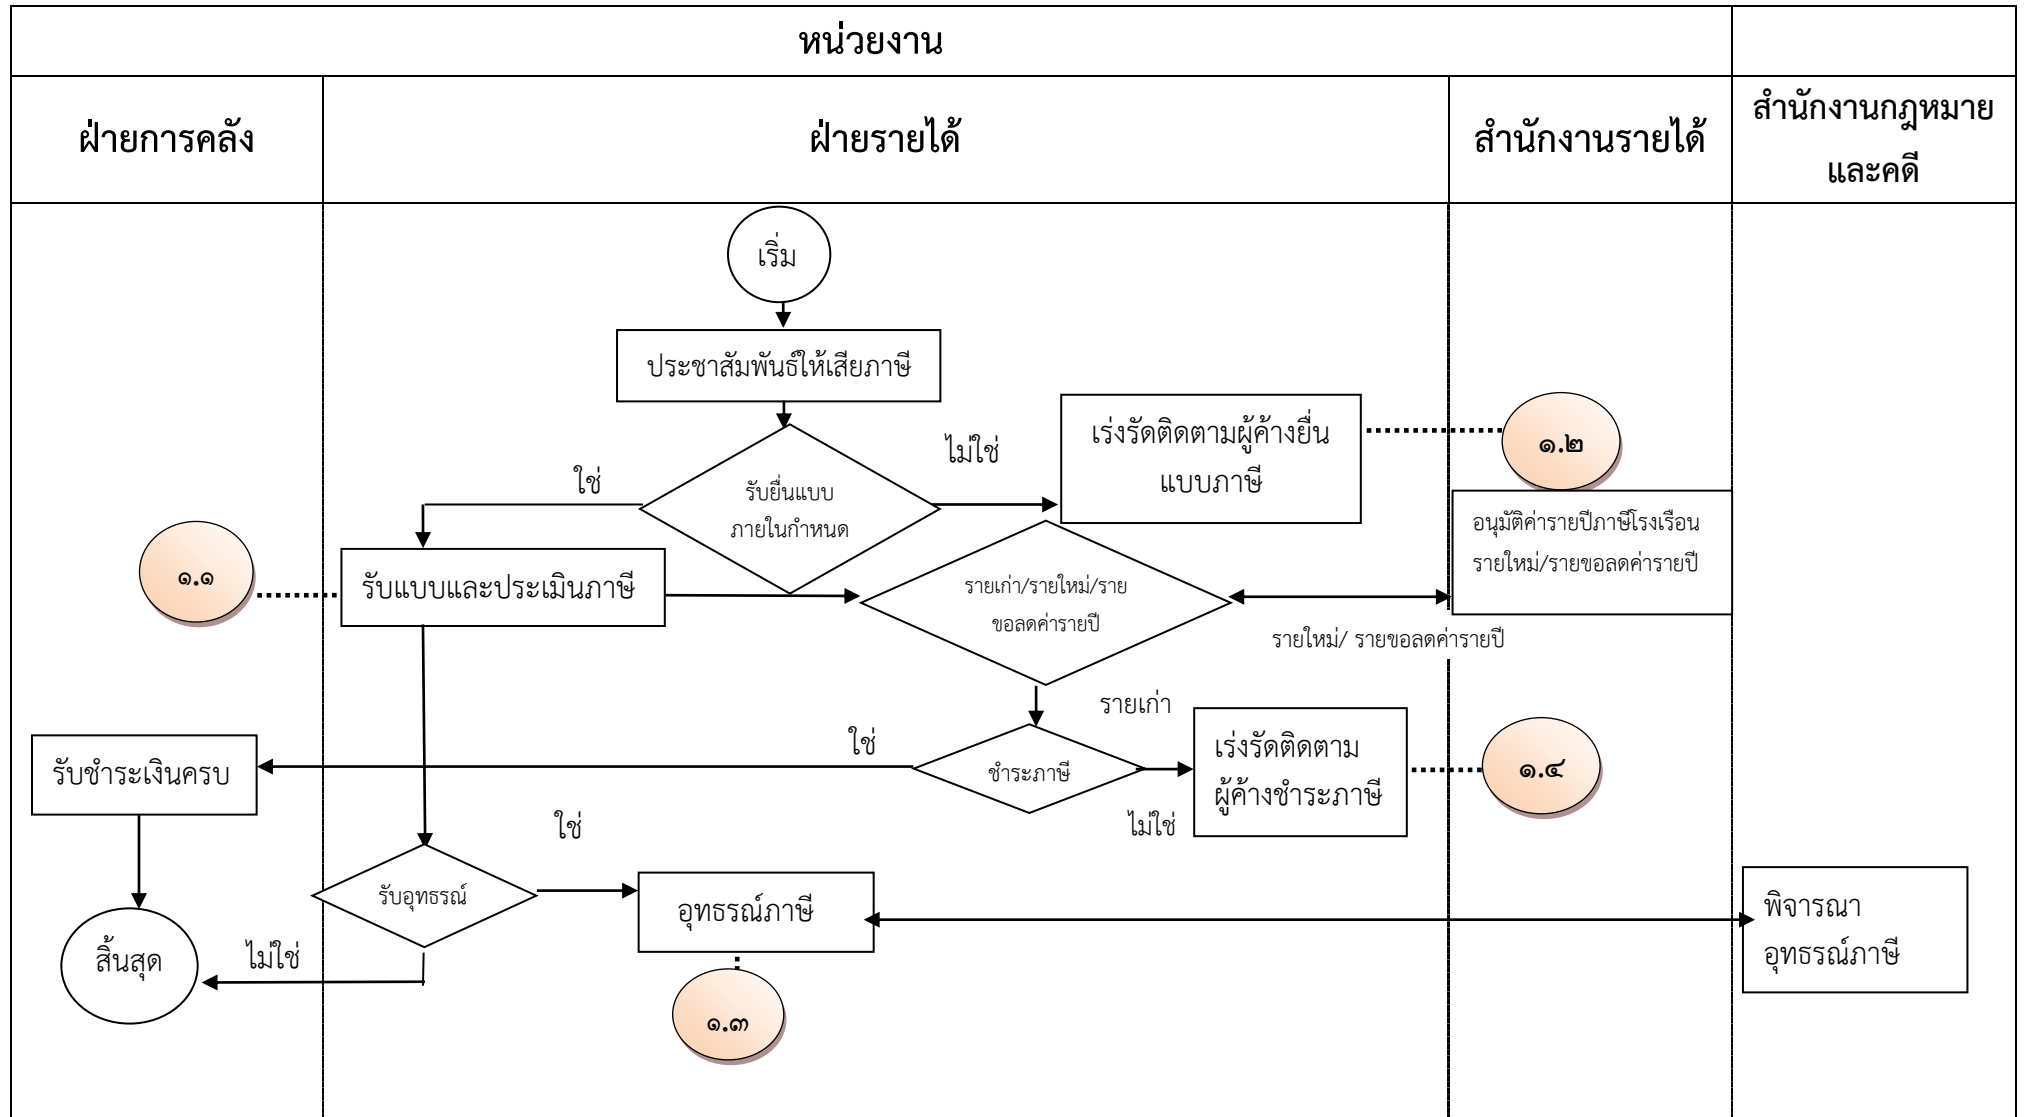 หน่วยงาน
ฝ่ายการคลัง
ฝ่ายรายได้
สำนักงานรายได้
สำนักงานกฎหมาย
และคดี
เริ่ม
ประชาสัมพันธ์ให้เสียภาษี
รับยื่นแบบ
ภายในกำหนด
ใช่
ไม่ใช่
เร่งรัดติดตามผู้ค้างยื่น
แบบภาษี
๑.๒
อนุมัติค่ารายปีภาษีโรงเรือน
รายใหม่/รายขอลดค่ารายปี
๑.๑
รับแบบและประเมินภาษี
รายเก่า/รายใหม่/ราย
ขอลดค่ารายปี
รายใหม่/ รายขอลดค่ารายปี
รายเก่า
ใช่
ชำระภาษี
ไม่ใช่
เร่งรัดติดตาม
ผู้ค้างชำระภาษี
๑.๔
รับชำระเงินครบ
ใช่
รับอุทธรณ์
อุทธรณ์ภาษี
พิจารณา
อุทธรณ์ภาษี
ไม่ใช่
สิ้นสุด
๑.๓